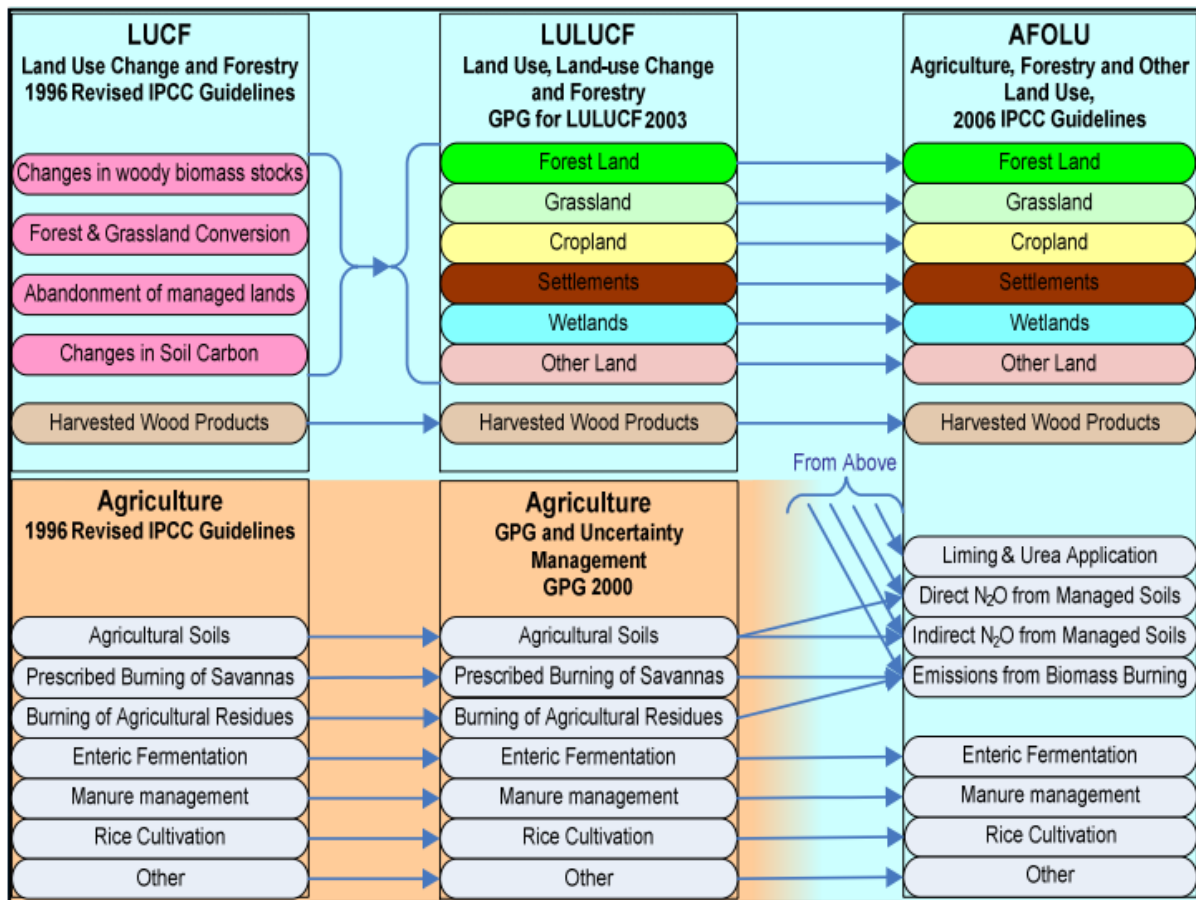 LUCF
Land Use Change and Forestry
1996 Revised IPCC Guidelines
Changes in woody biomass stocks
Forest & Grassland Conversion
Abandonment of managed lands
Changes in Soil Carbon
Harvested Wood Products
LULUCF
Land Use, Land-use Change
and Forestry
GPG for LULUCF 2003
Forest Land
Grassland
Cropland
Settlements
Wetlands
Other Land
Harvested Wood Products
AFOLU
Agriculture, Forestry and Other
Land Use,
2006 IPCC Guidelines
Forest Land
Grassland
Cropland
Settlements
Wetlands
Other Land
Harvested Wood Products
From Above
Liming & Urea Application
Direct N₂O from Managed Soils
Indirect N₂O from Managed Soils
Emissions from Biomass Burning
Enteric Fermentation
Manure management
Rice Cultivation
Other
Agriculture
1996 Revised IPCC Guidelines
Agricultural Soils
Prescribed Burning of Savannas
Burning of Agricultural Residues
Enteric Fermentation
Manure management
Rice Cultivation
Other
Agriculture
GPG and Uncertainty
Management
GPG 2000
Agricultural Soils
Prescribed Burning of Savannas
Burning of Agricultural Residues
Enteric Fermentation
Manure management
Rice Cultivation
Other